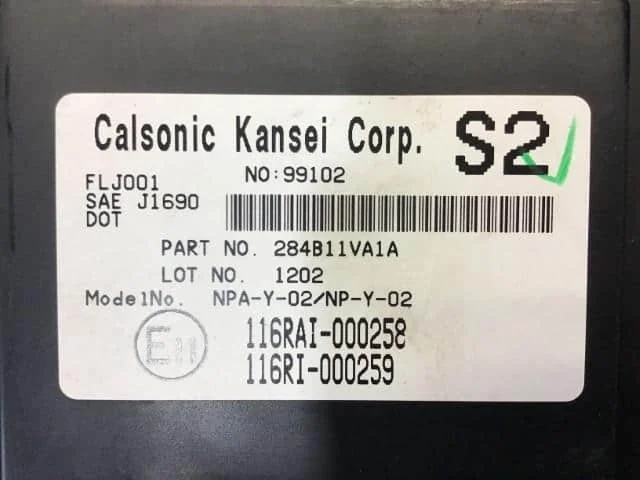 Calsonic Kansei Corp. S2
FLJ001 NO:99102
SAE J1690
DOT
PART NO. 284B11VA1A
LOT NO. 1202
ModelNo. NPA-Y-02/NP-Y-02
E11 116RAI-000258
116RI-000259